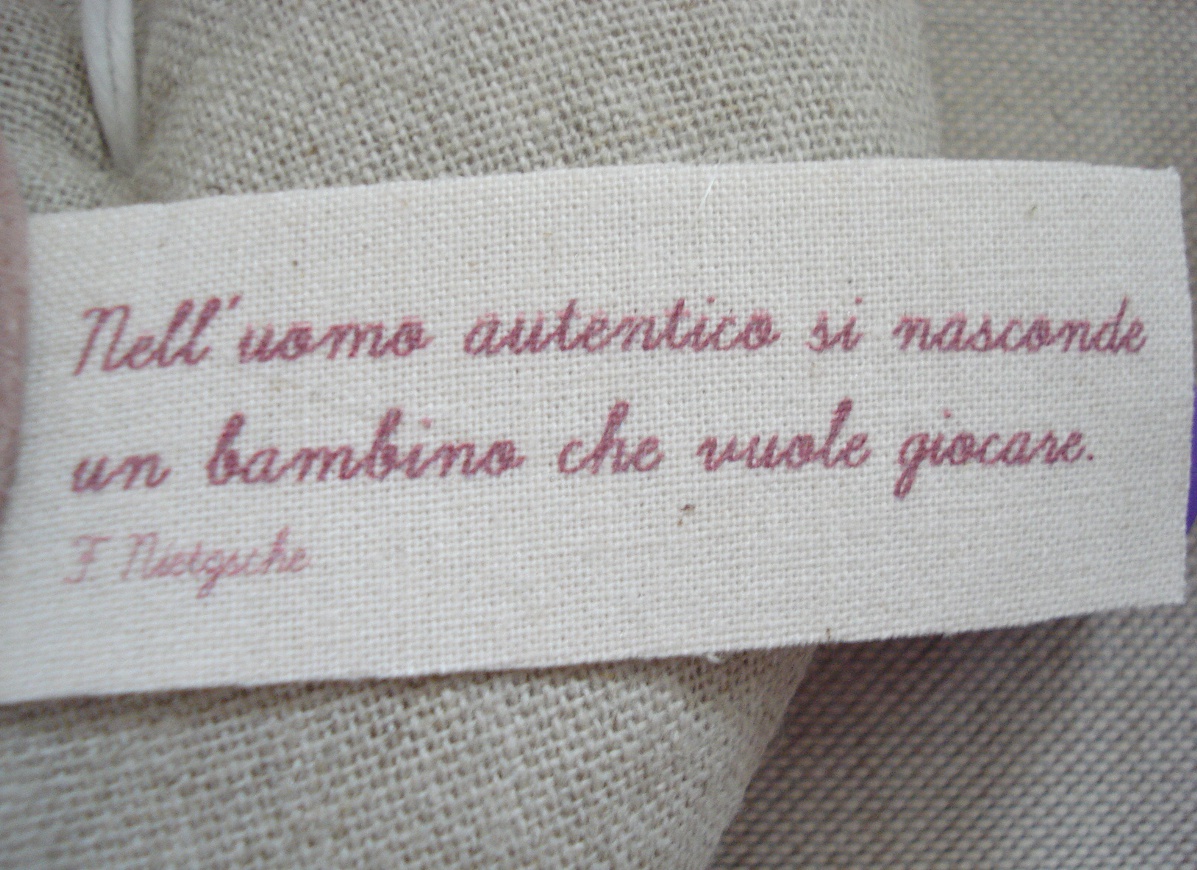 Nell'uomo autentico si nasconde
un bambino che vuole giocare.
F Nietzsche